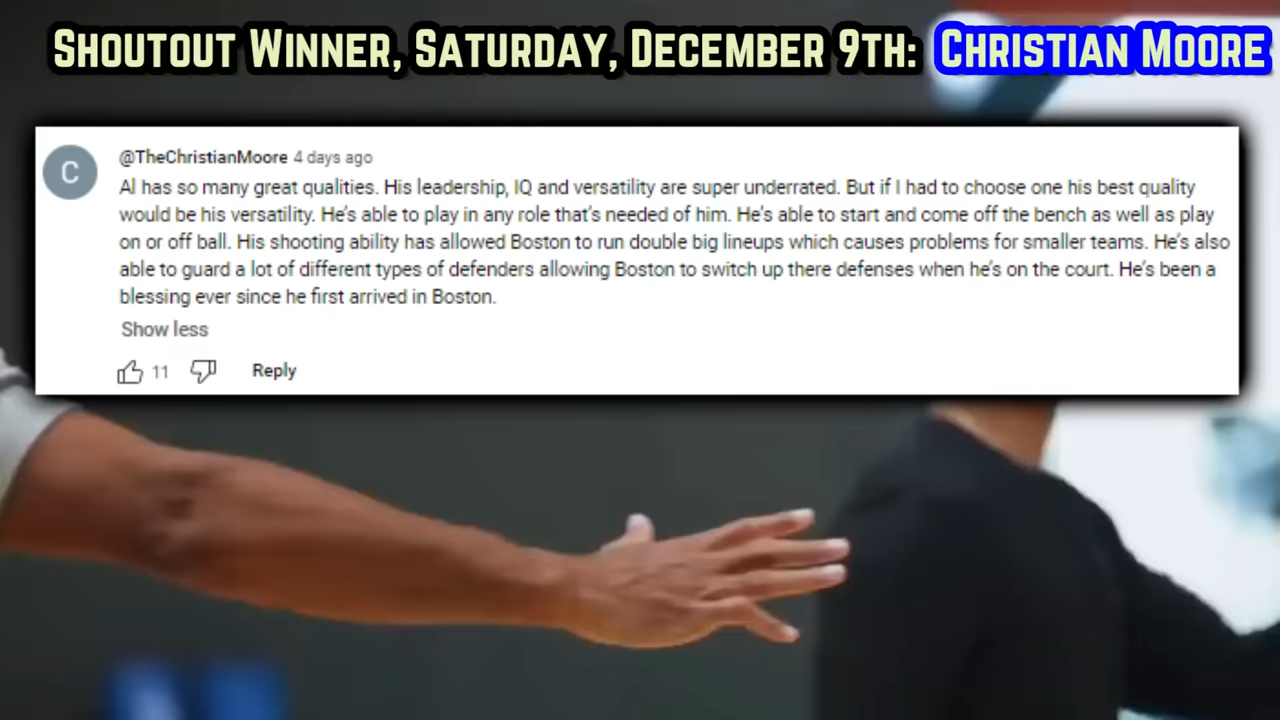 SHOUTOUT WINNER, SATURDAY, DECEMBER 9TH: CHRISTIAN MOORE
C
@TheChristianMoore 4 days ago
Al has so many great qualities. His leadership, IQ and versatility are super underrated. But if I had to choose one his best quality
would be his versatility. He's able to play in any role that's needed of him. He's able to start and come off the bench as well as play
on or off ball. His shooting ability has allowed Boston to run double big lineups which causes problems for smaller teams. He's also
able to guard a lot of different types of defenders allowing Boston to switch up there defenses when he's on the court. He's been a
blessing ever since he first arrived in Boston.
Show less
11 Reply